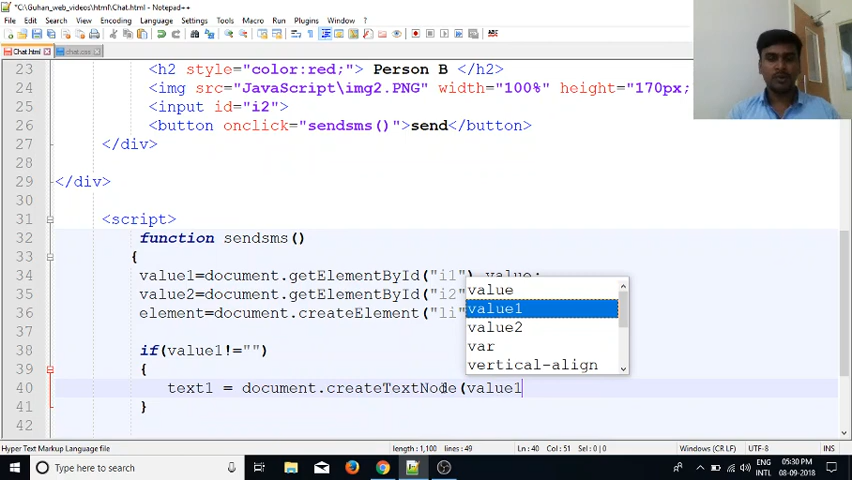 *C:\Guhan_web_videos\html\Chat.html - Notepad++
File Edit Search View Encoding Language Settings Tools Macro Run Plugins Window ?
Chat.html chat.css
23 <h2 style="color:red;"> Person B </h2>
24 <img src="JavaScript\img2.PNG" width="100%" height="170px;
25 <input id="i2">
26 <button onclick="sendsms()">send</button>
27 </div>
28
29 </div>
30
31 <script>
32 function sendsms()
33 {
34 value1=document.getElementById("i1").value;
35 value2=document.getElementById("i2"
36 element=document.createElement("li"
37
38 if(value1!="")
39 {
40 text1 = document.createTextNode(value1
41 }
42
value
value1
value2
var
vertical-align
Hyper Text Markup Language file length : 1,100 lines : 49 Ln : 40 Col : 51 Sel : 0 | 0 Windows (CR LF) UTF-8 INS
Type here to search
ENG
INTL
05:30 PM
08-09-2018